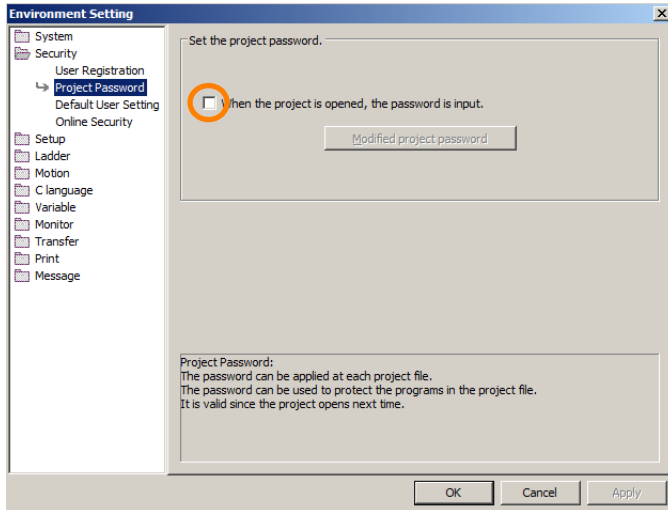 Environment Setting
System
Security
User Registration
Project Password
Default User Setting
Online Security
Setup
Ladder
Motion
C language
Variable
Monitor
Transfer
Print
Message
Set the project password.
When the project is opened, the password is input.
Modified project password
Project Password:
The password can be applied at each project file.
The password can be used to protect the programs in the project file.
It is valid since the project opens next time.
OK Cancel Apply